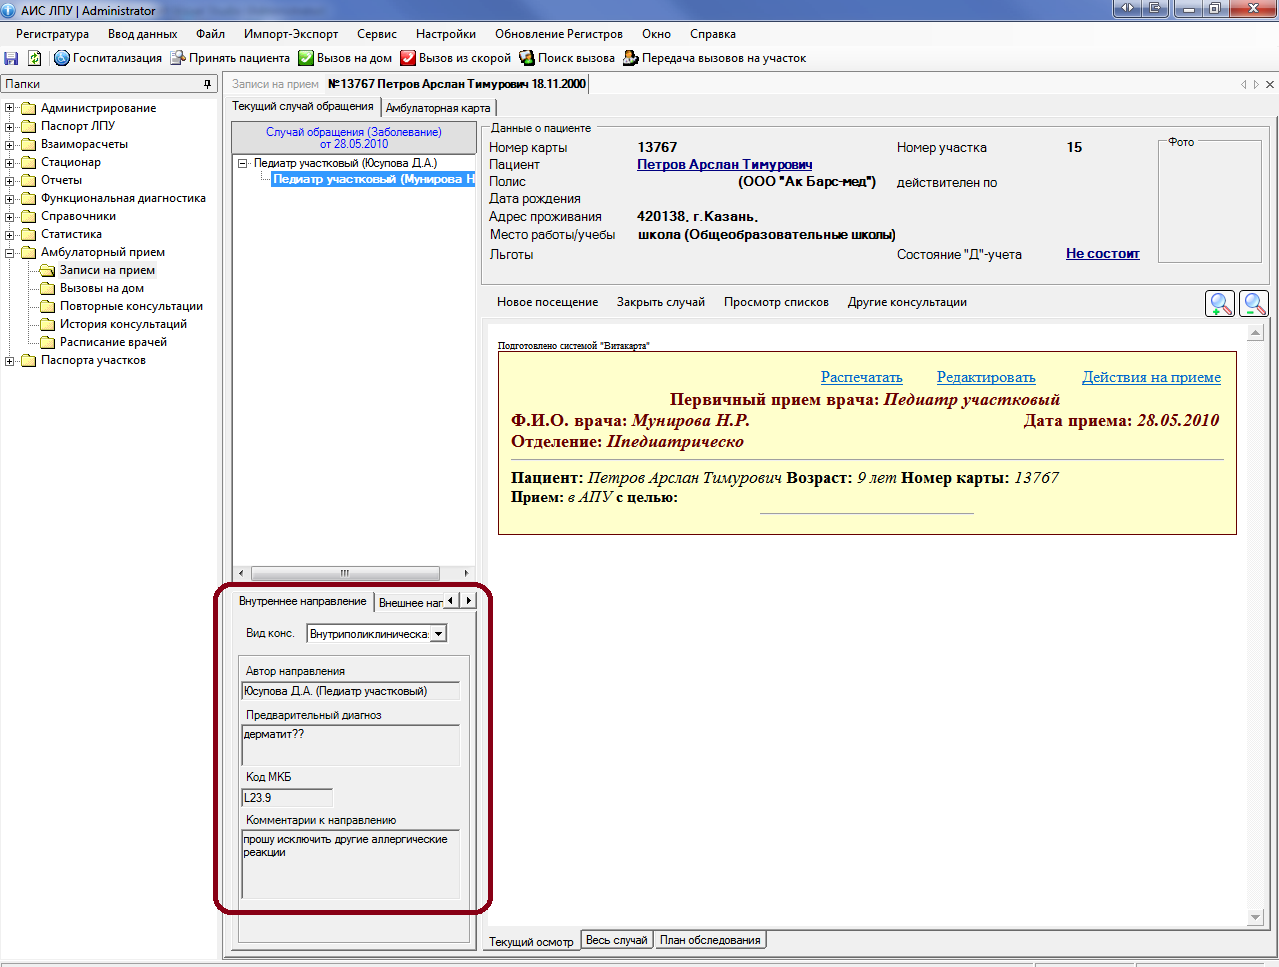 АИС ЛПУ | Administrator
Регистратура Ввод данных Файл Импорт-Экспорт Сервис Настройки Обновление Регистров Окно Справка
Госпитализация Принять пациента Вызов на дом Вызов из скорой Поиск вызова Передача вызовов на участок
Папки
Администрирование
Паспорт ЛПУ
Взаиморасчеты
Стационар
Отчеты
Функциональная диагностика
Справочники
Статистика
Амбулаторный прием
Записи на прием
Вызовы на дом
Повторные консультации
История консультаций
Расписание врачей
Паспорта участков
Записи на прием №13767 Петров Арслан Тимурович 18.11.2000
Текущий случай обращения Амбулаторная карта
Случай обращения (Заболевание)
от 28.05.2010
Педиатр участковый (Юсупова Д.А.)
Педиатр участковый (Мунирова Н
Данные о пациенте
Номер карты 13767 Номер участка 15
Пациент Петров Арслан Тимурович
Полис (ООО "Ак Барс-мед") действителен по
Дата рождения
Адрес проживания 420138, г.Казань,
Место работы/учебы школа (Общеобразовательные школы)
Льготы Состояние "Д"-учета Не состоит
Фото
Новое посещение Закрыть случай Просмотр списков Другие консультации
Подготовлено системой "Витакарта"
Распечатать Редактировать Действия на приеме
Первичный прием врача: Педиатр участковый
Ф.И.О. врача: Мунирова Н.Р. Дата приема: 28.05.2010
Отделение: Ппедиатрическо
Пациент: Петров Арслан Тимурович Возраст: 9 лет Номер карты: 13767
Прием: в АПУ с целью:
Внутреннее направление Внешнее нап
Вид конс. Внутриполиклиническа
Автор направления
Юсупова Д.А. (Педиатр участковый)
Предварительный диагноз
дерматит??
Код МКБ
L23.9
Комментарии к направлению
прошу исключить другие аллергические
реакции
Текущий осмотр Весь случай План обследования